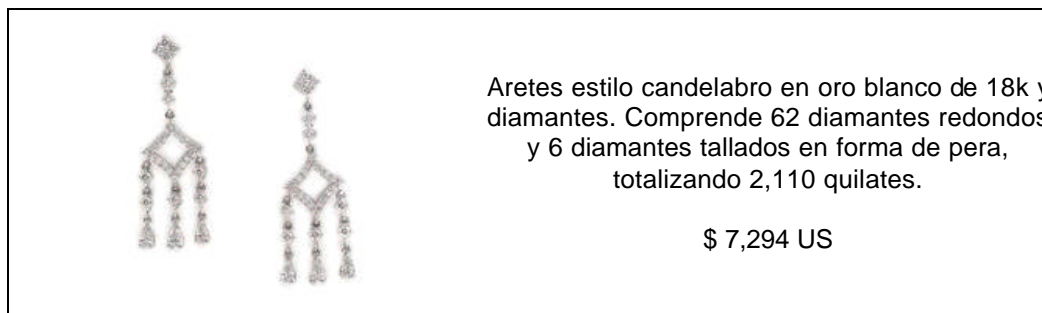 Aretes estilo candelabro en oro blanco de 18k y
diamantes. Comprende 62 diamantes redondos
y 6 diamantes tallados en forma de pera,
totalizando 2,110 quilates.
$ 7,294 US